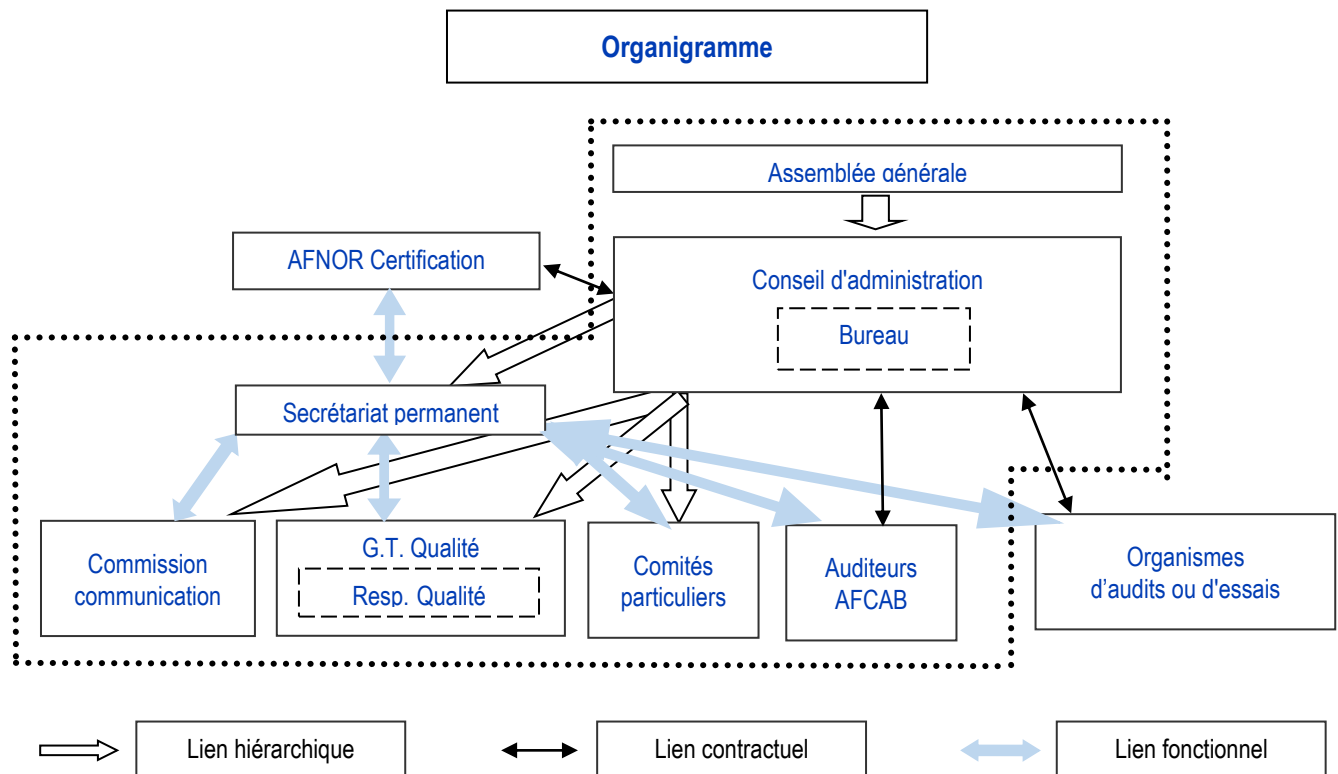 Organigramme
Assemblée générale
AFNOR Certification
Conseil d'administration
Bureau
Secrétariat permanent
Commission
communication
G.T. Qualité
Resp. Qualité
Comités
particuliers
Auditeurs
AFCAB
Organismes
d’audits ou d'essais
Lien hiérarchique
Lien contractuel
Lien fonctionnel